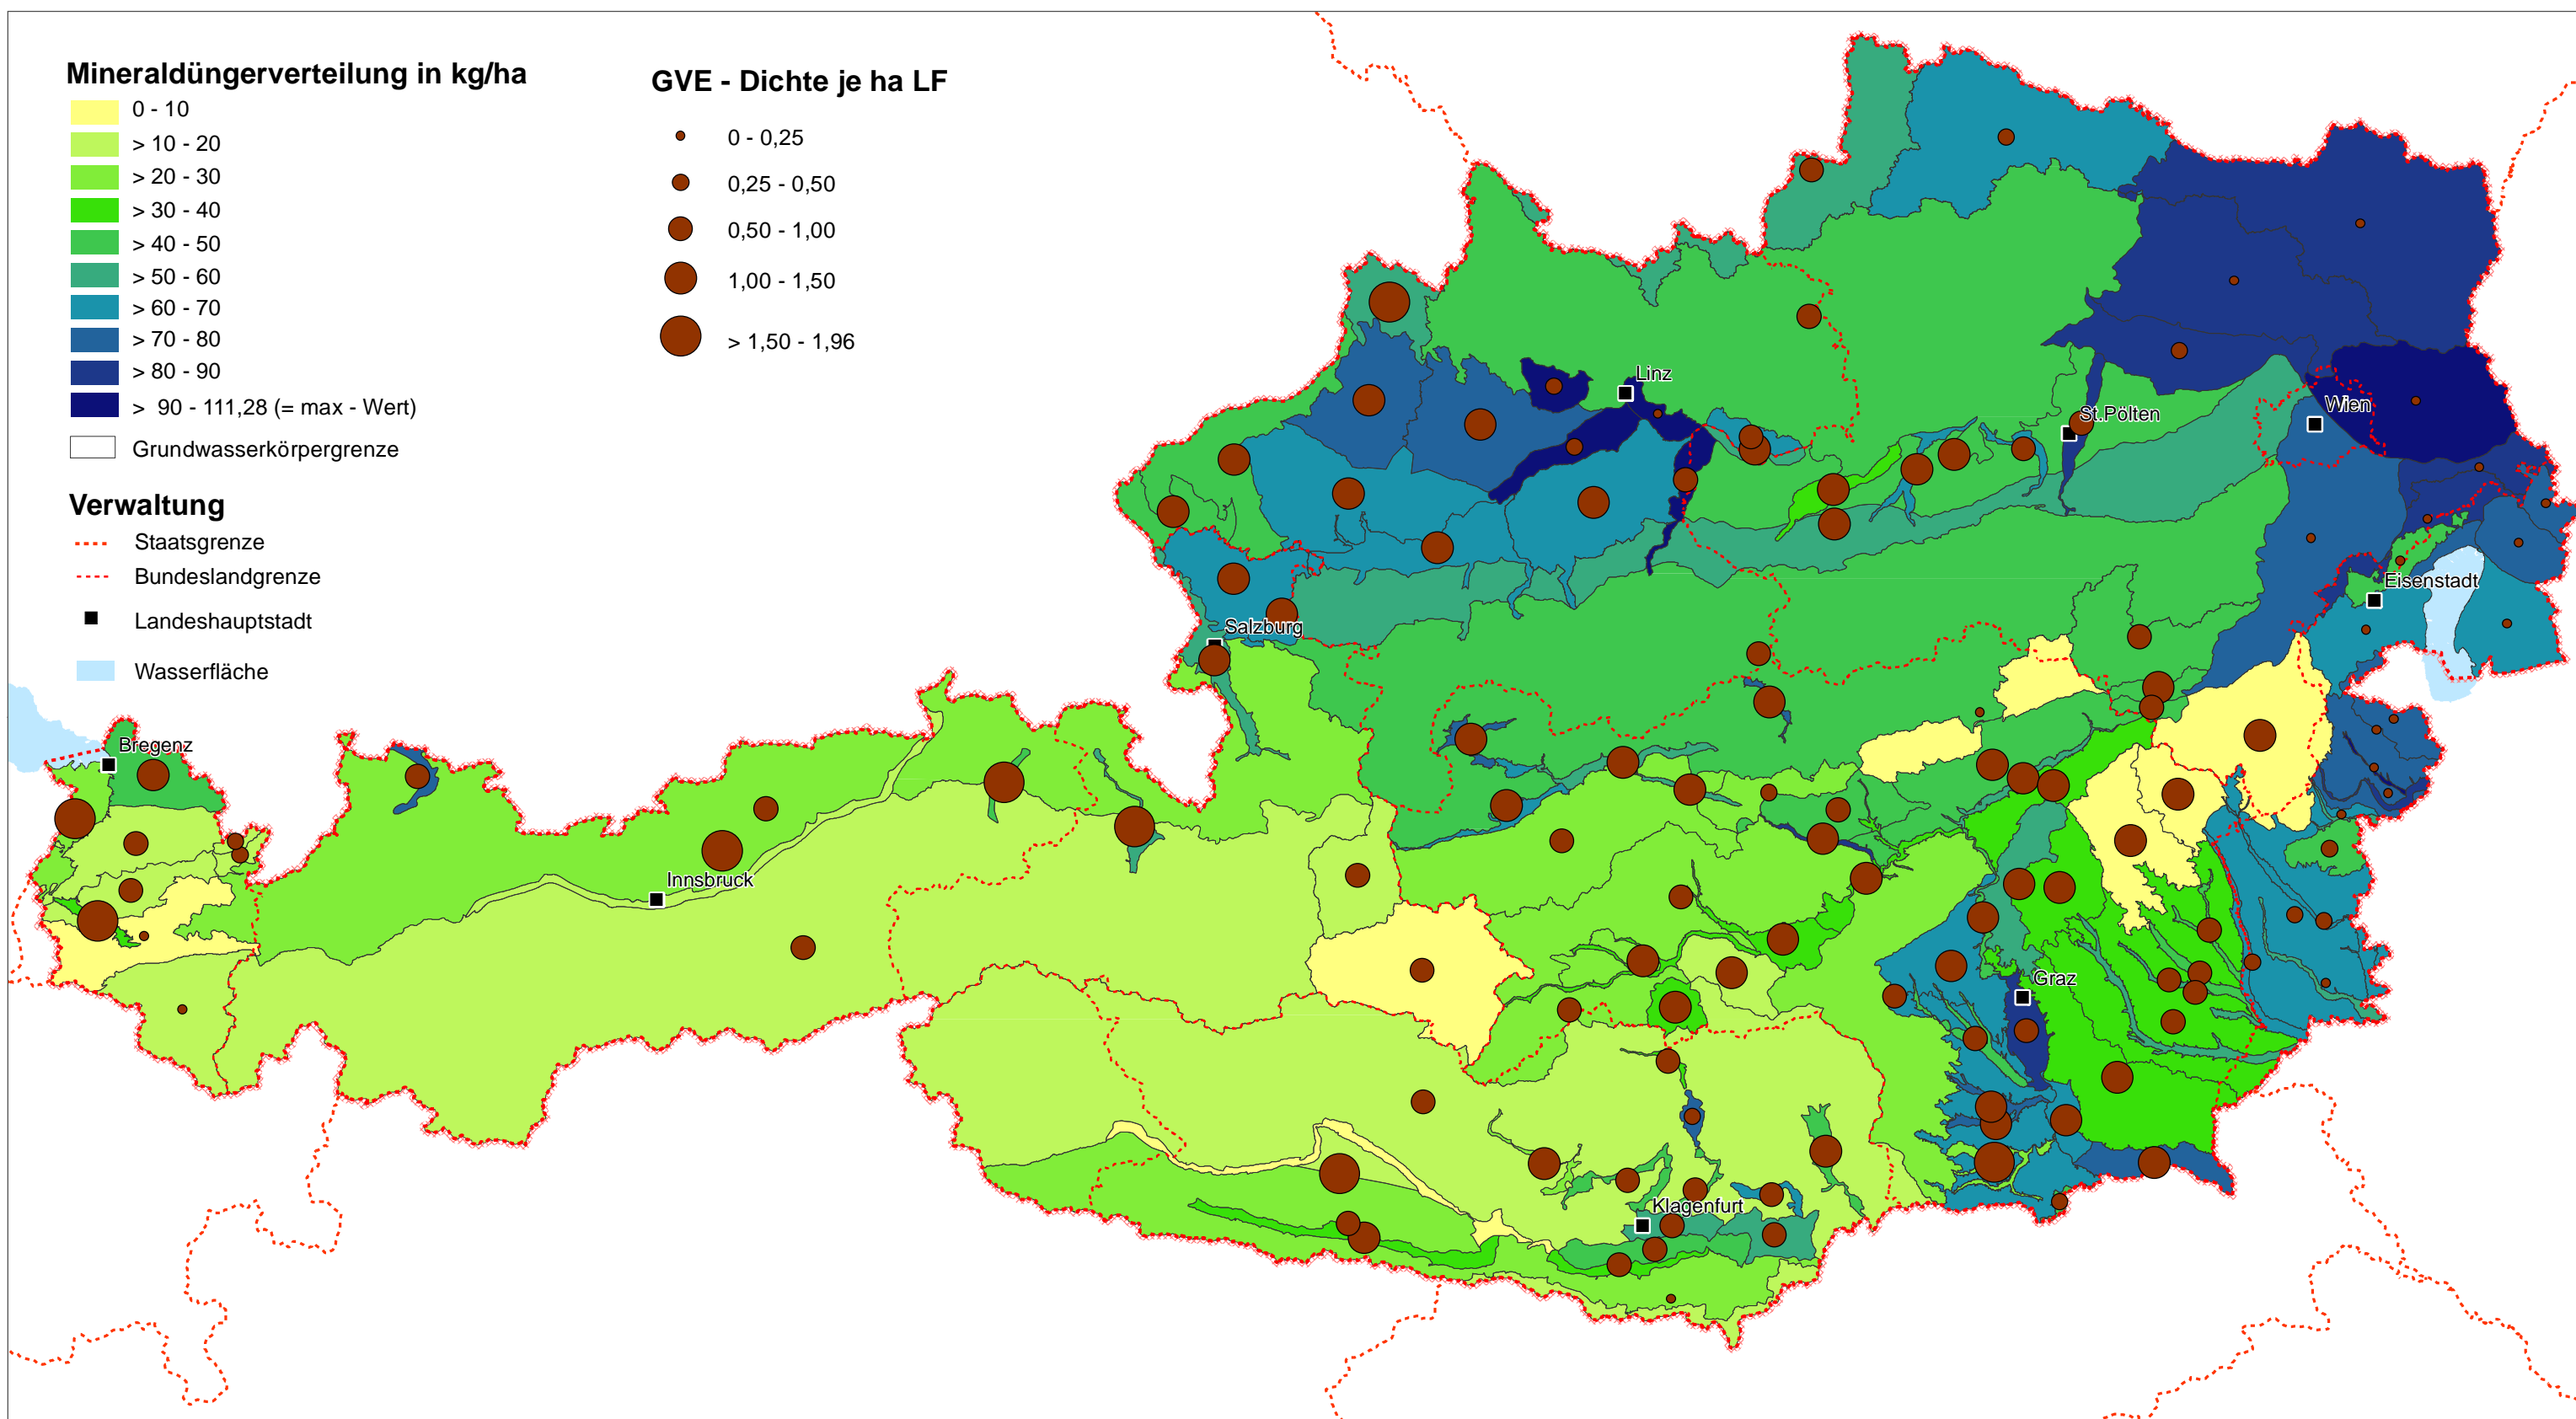 Mineraldüngerverteilung in kg/ha
0 - 10
> 10 - 20
> 20 - 30
> 30 - 40
> 40 - 50
> 50 - 60
> 60 - 70
> 70 - 80
> 80 - 90
> 90 - 111,28 (= max - Wert)
Grundwasserkörpergrenze
Verwaltung
Staatsgrenze
Bundeslandgrenze
Landeshauptstadt
Wasserfläche
GVE - Dichte je ha LF
0 - 0,25
0,25 - 0,50
0,50 - 1,00
1,00 - 1,50
> 1,50 - 1,96
Linz
St.Pölten
Wien
Eisenstadt
Salzburg
Bregenz
Innsbruck
Graz
Klagenfurt